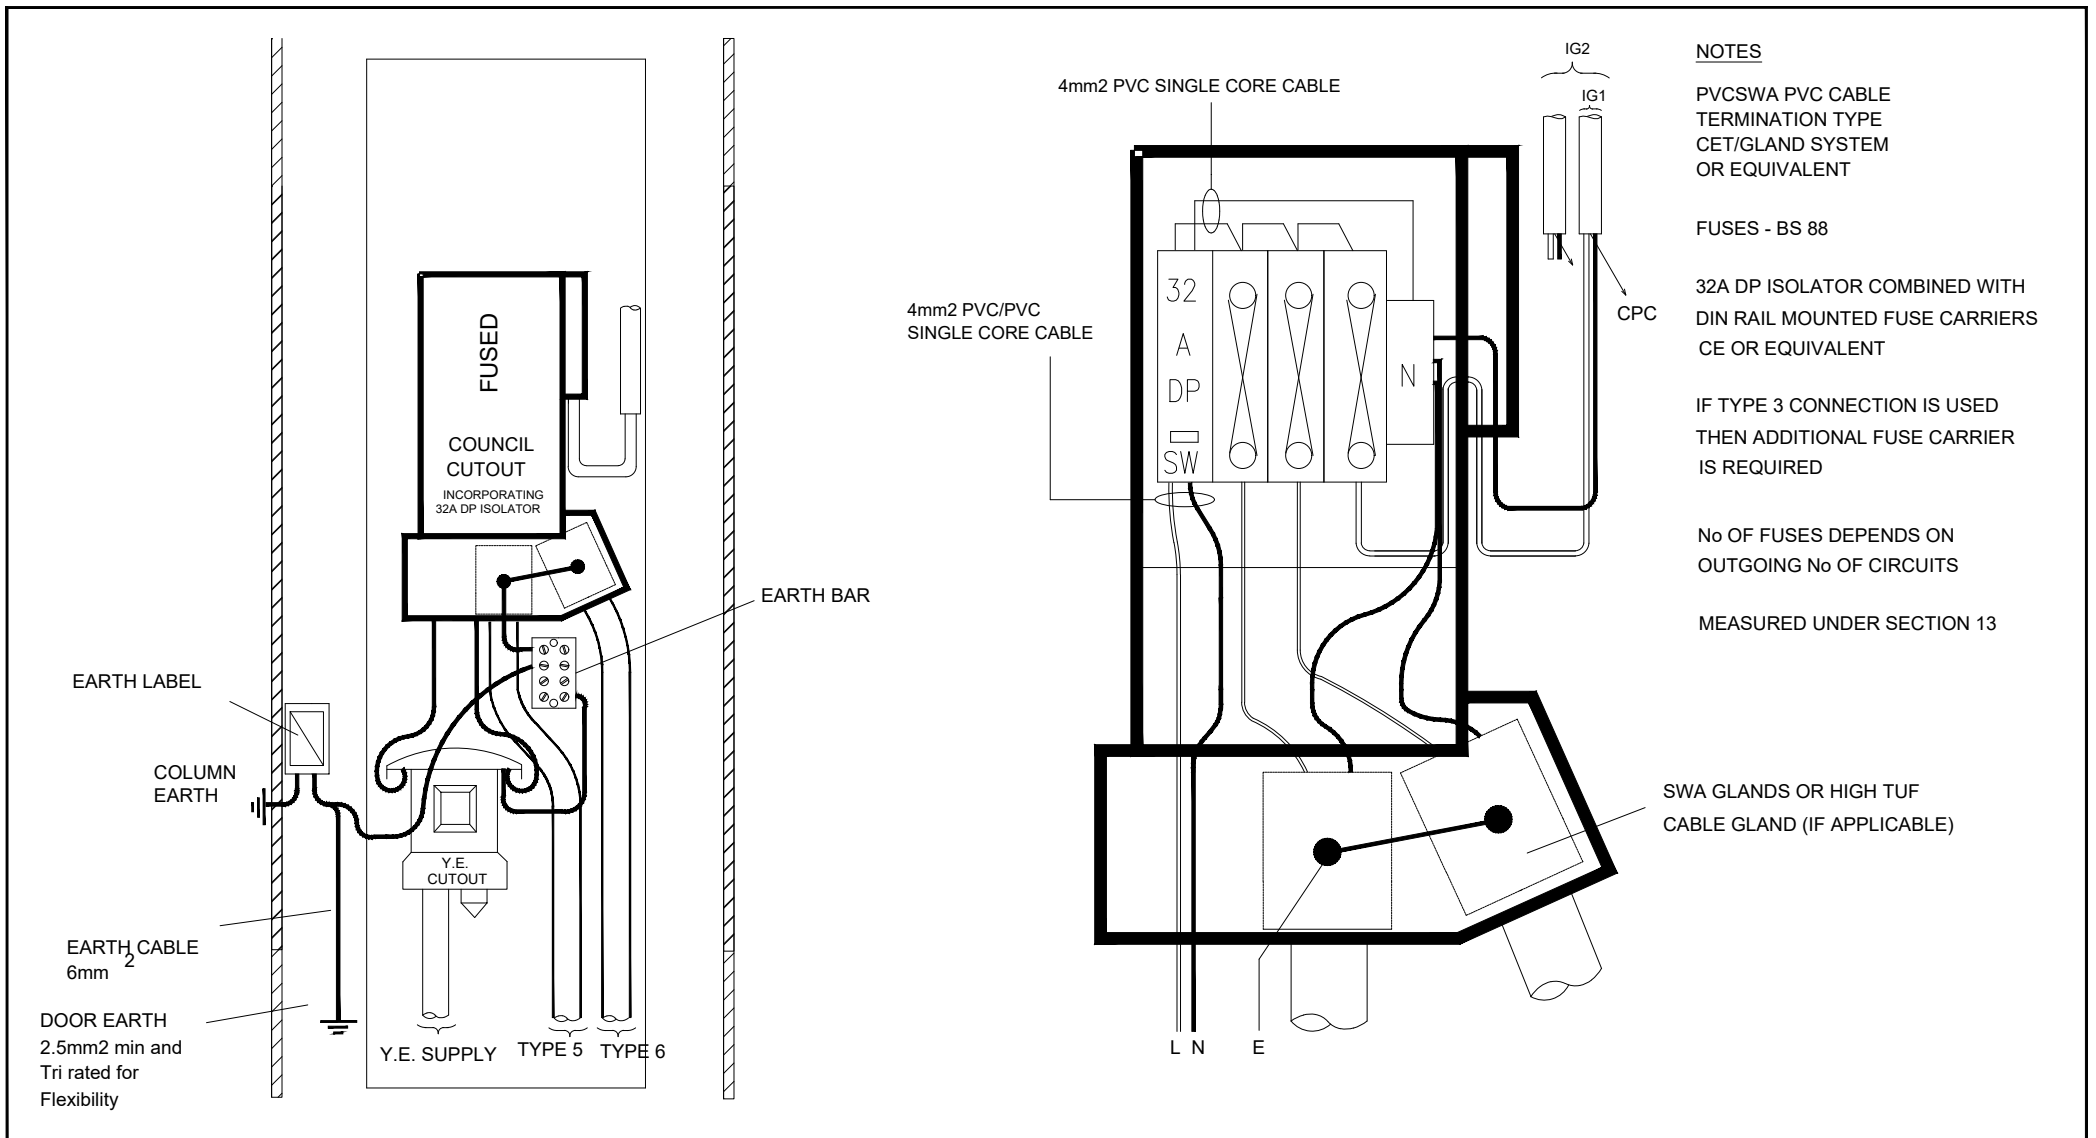 FUSED
COUNCIL
CUTOUT
INCORPORATING
32A DP ISOLATOR
EARTH BAR
EARTH LABEL
COLUMN
EARTH
Y.E.
CUTOUT
EARTH CABLE
6mm 2
DOOR EARTH
2.5mm2 min and
Tri rated for
Flexibility
Y.E. SUPPLY
TYPE 5
TYPE 6
4mm2 PVC SINGLE CORE CABLE
4mm2 PVC/PVC
SINGLE CORE CABLE
32
A
DP
SW
N
IG2
IG1
CPC
SWA GLANDS OR HIGH TUF
CABLE GLAND (IF APPLICABLE)
L N E
NOTES
PVCSWA PVC CABLE
TERMINATION TYPE
CET/GLAND SYSTEM
OR EQUIVALENT
FUSES - BS 88
32A DP ISOLATOR COMBINED WITH
DIN RAIL MOUNTED FUSE CARRIERS
CE OR EQUIVALENT
IF TYPE 3 CONNECTION IS USED
THEN ADDITIONAL FUSE CARRIER
IS REQUIRED
No OF FUSES DEPENDS ON
OUTGOING No OF CIRCUITS
MEASURED UNDER SECTION 13